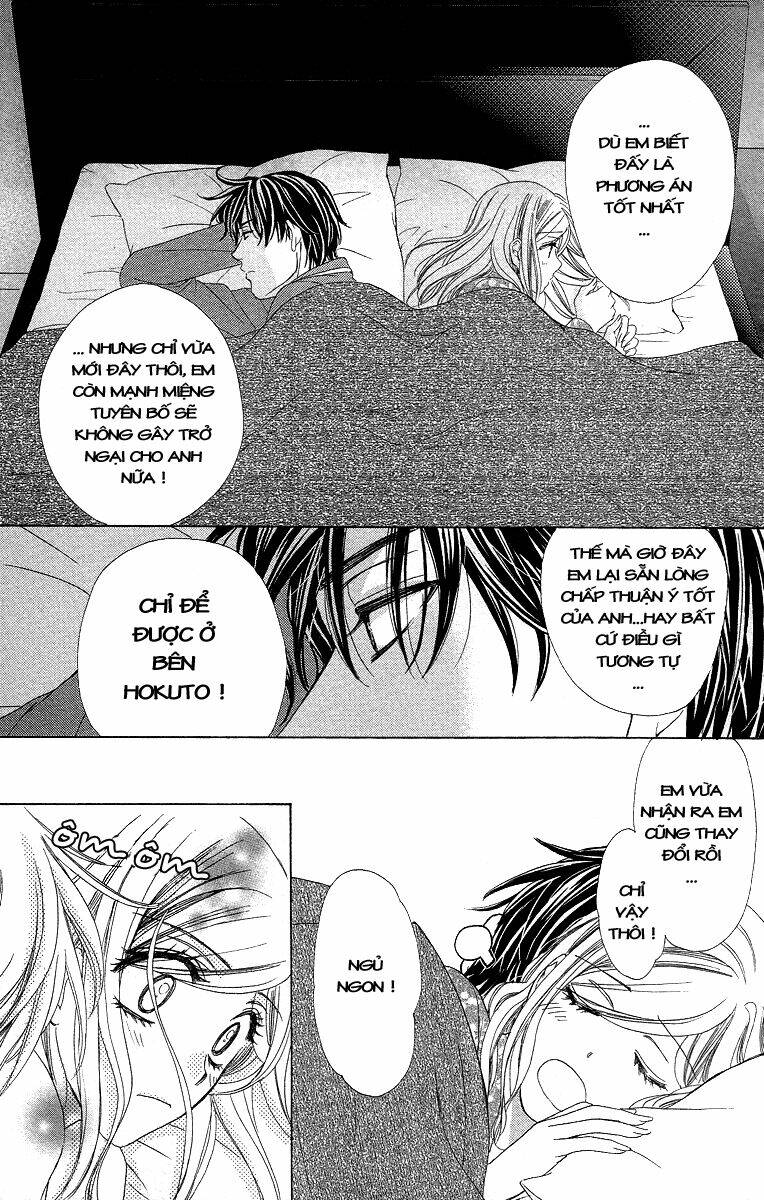 ...
DÙ EM BIẾT
ĐẤY LÀ
PHƯƠNG ÁN
TỐT NHẤT
...
... NHƯNG CHỈ VỪA
MỚI ĐÂY THÔI, EM
CÒN MẠNH MIỆNG
TUYÊN BỐ SẼ
KHÔNG GÂY TRỞ
NGẠI CHO ANH
NỮA !
THẾ MÀ GIỜ ĐÂY
EM LẠI SẴN LÒNG
CHẤP THUẬN Ý TỐT
CỦA ANH...HAY BẤT
CỨ ĐIỀU GÌ
TƯƠNG TỰ
...
CHỈ ĐỂ
ĐƯỢC Ở
BÊN
HOKUTO !
EM VỪA
NHẬN RA EM
CŨNG THAY
ĐỔI RỒI
...
CHỈ
VẬY
THÔI !
NGỦ
NGON !
ÔM ÔM